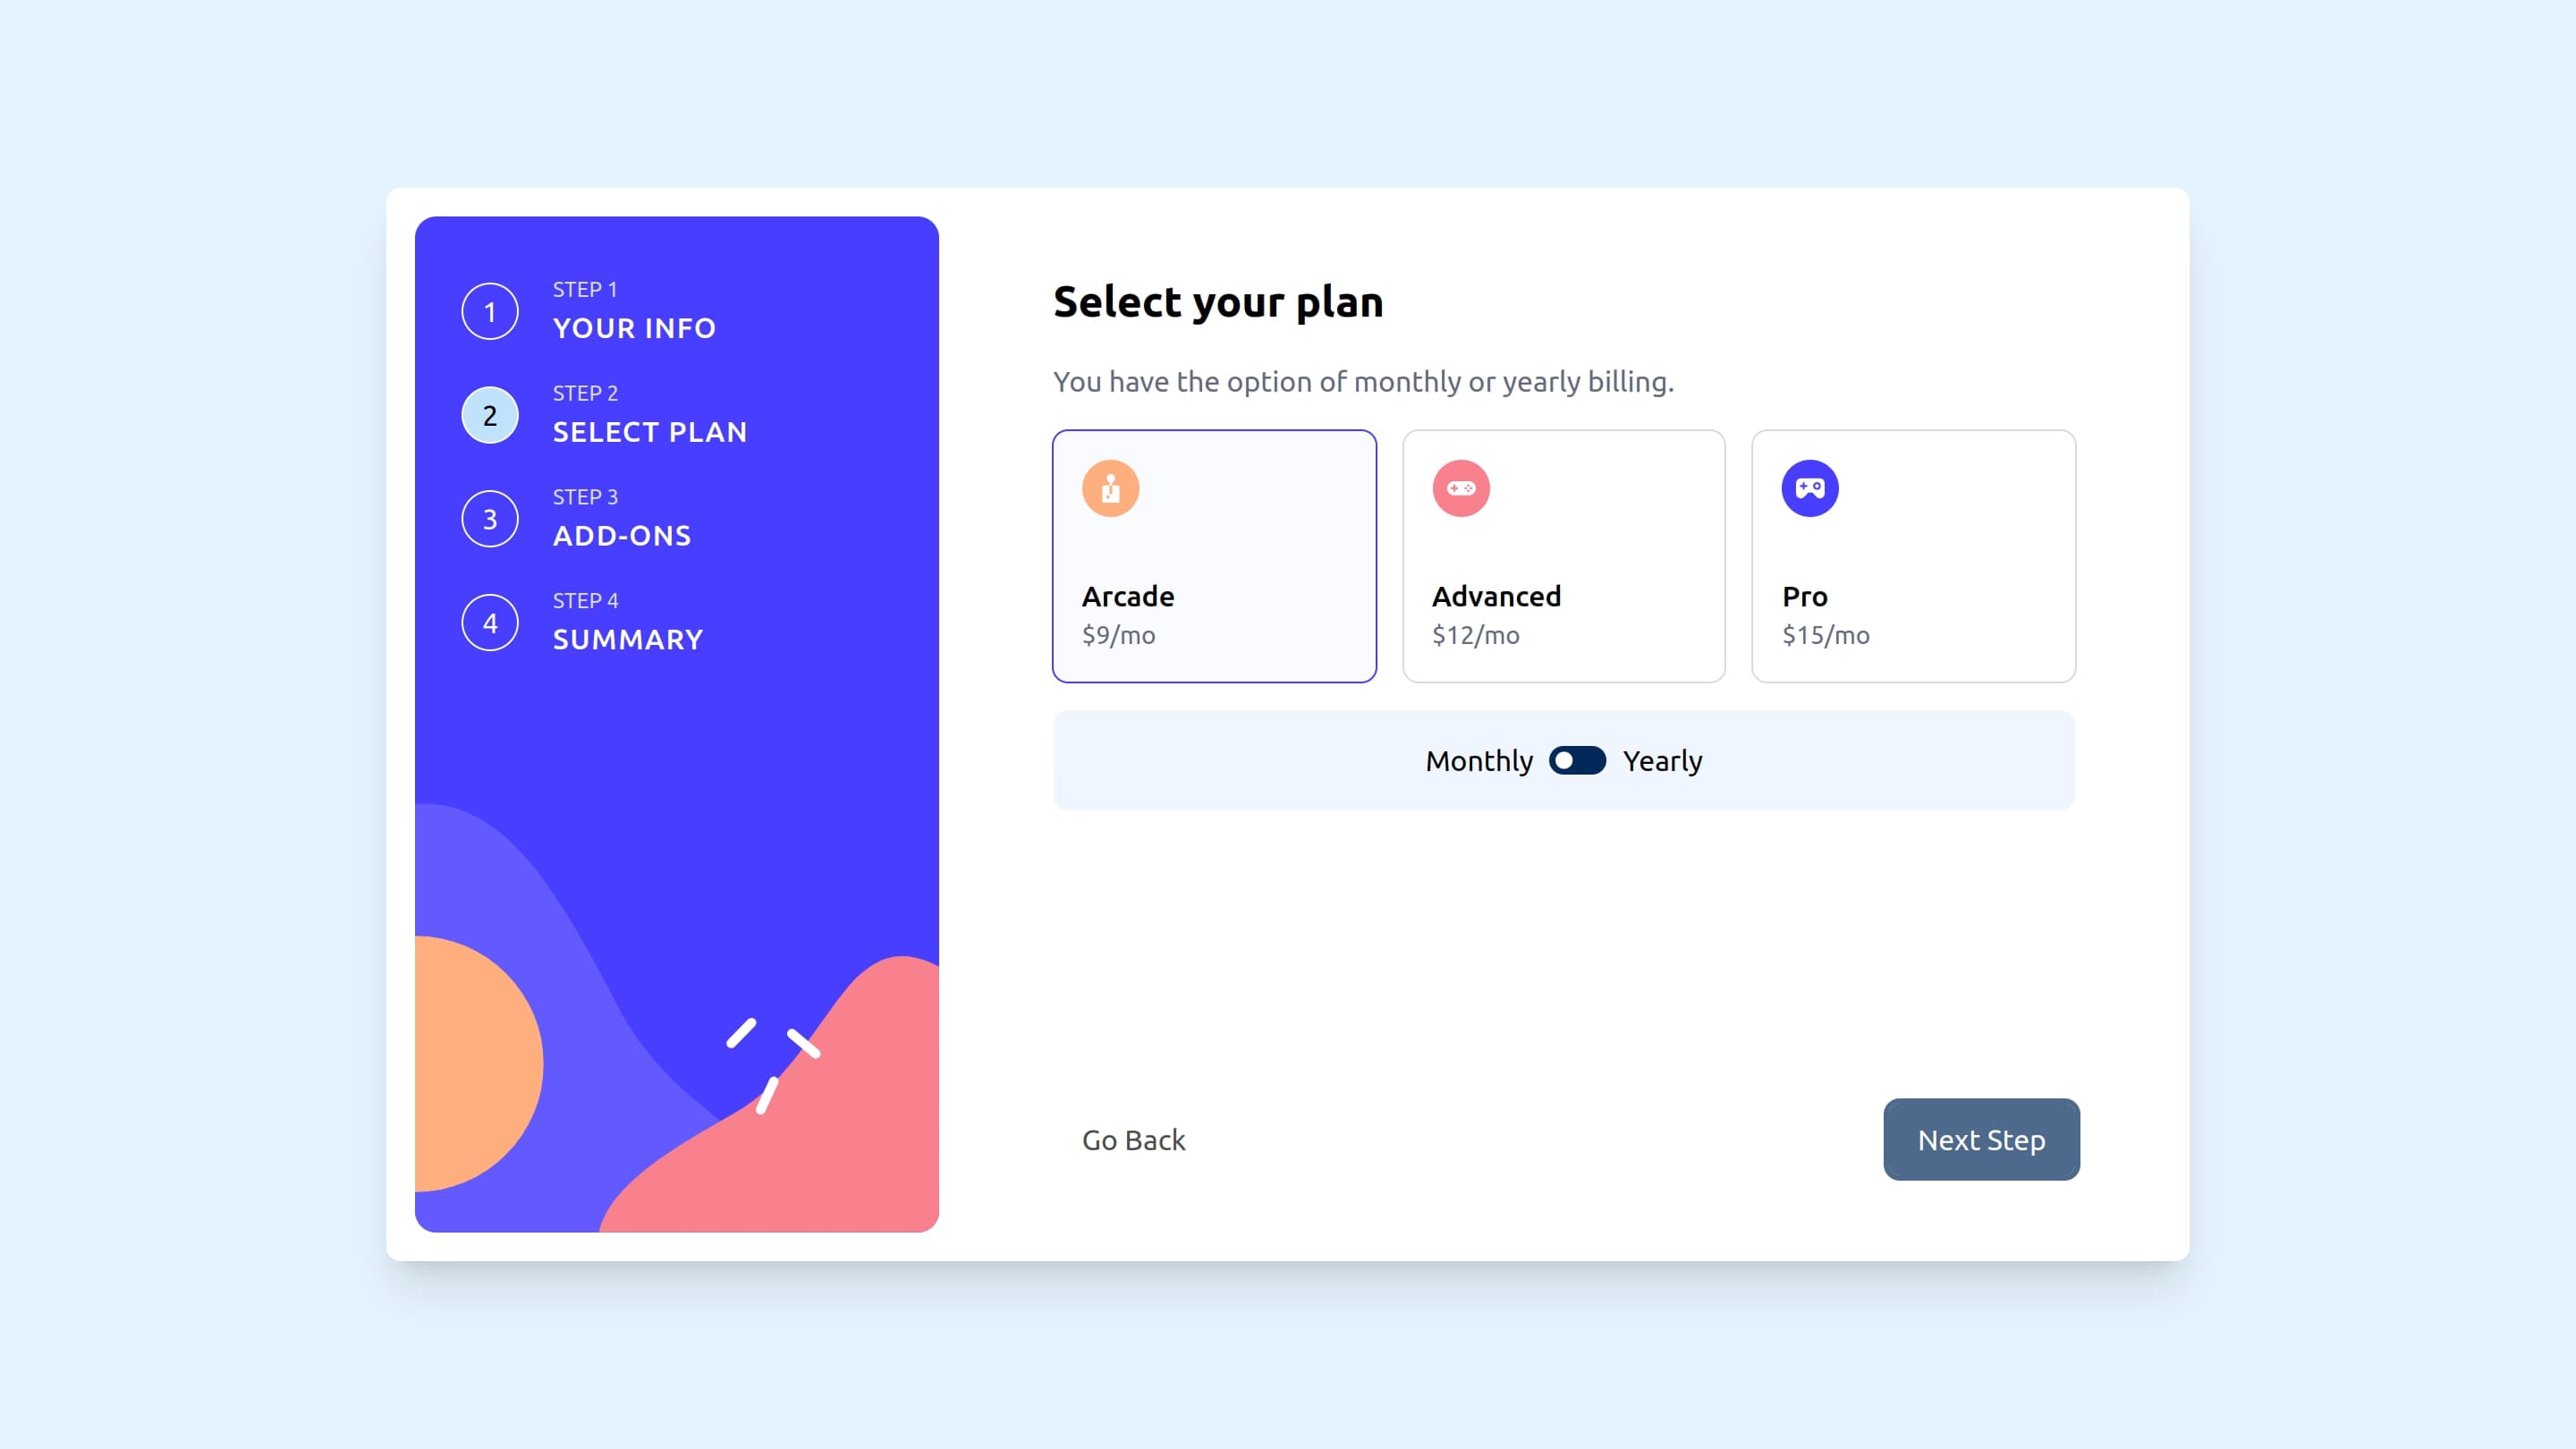 1
STEP 1
YOUR INFO
2
STEP 2
SELECT PLAN
3
STEP 3
ADD-ONS
4
STEP 4
SUMMARY
Select your plan
You have the option of monthly or yearly billing.
Arcade
$9/mo
Advanced
$12/mo
Pro
$15/mo
Monthly Yearly
Go Back
Next Step